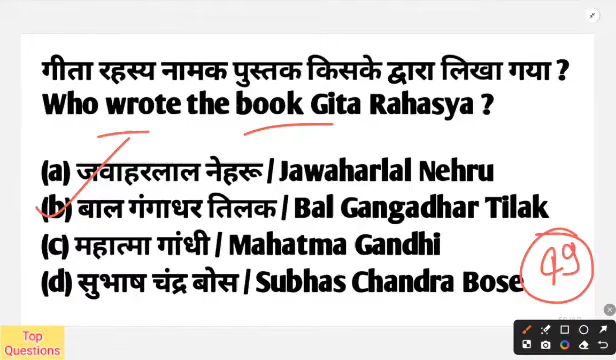 गीता रहस्य नामक पुस्तक किसके द्वारा लिखा गया ?
Who wrote the book Gita Rahasya ?
(a) जवाहरलाल नेहरू / Jawaharlal Nehru
(b) बाल गंगाधर तिलक / Bal Gangadhar Tilak
(c) महात्मा गांधी / Mahatma Gandhi
(d) सुभाष चंद्र बोस / Subhas Chandra Bose
49
Top
Questions